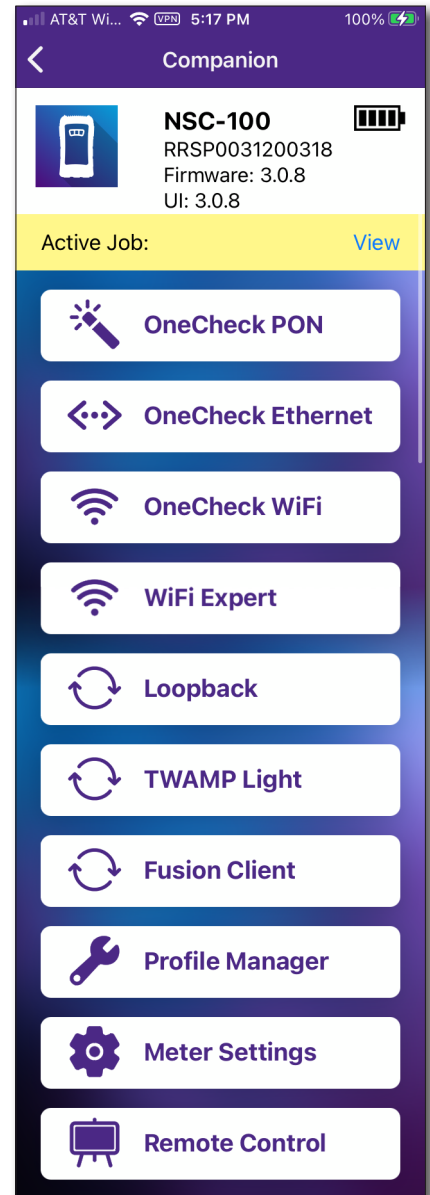 AT&T Wi... VPN 5:17 PM 100%
Companion
NSC-100
RRSP0031200318
Firmware: 3.0.8
UI: 3.0.8
Active Job: View
OneCheck PON
OneCheck Ethernet
OneCheck WiFi
WiFi Expert
Loopback
TWAMP Light
Fusion Client
Profile Manager
Meter Settings
Remote Control